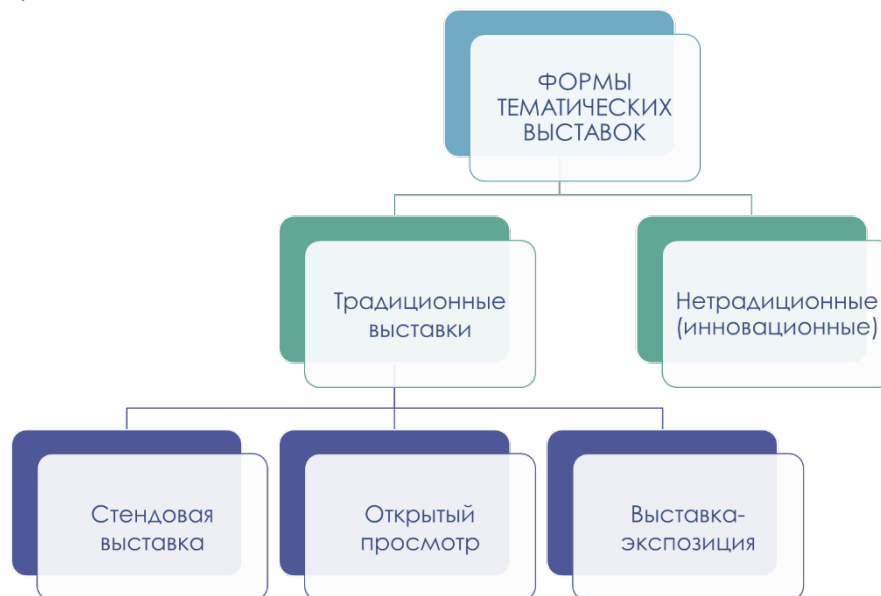 ФОРМЫ
ТЕМАТИЧЕСКИХ
ВЫСТАВОК
Традиционные
выставки
Нетрадиционные
(инновационные)
Стендовая
выставка
Открытый
просмотр
Выставка-
экспозиция